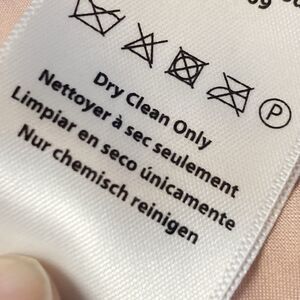 P
Dry Clean Only
Nettoyer à sec seulement
Limpiar en seco únicamente
Nur chemisch reinigen